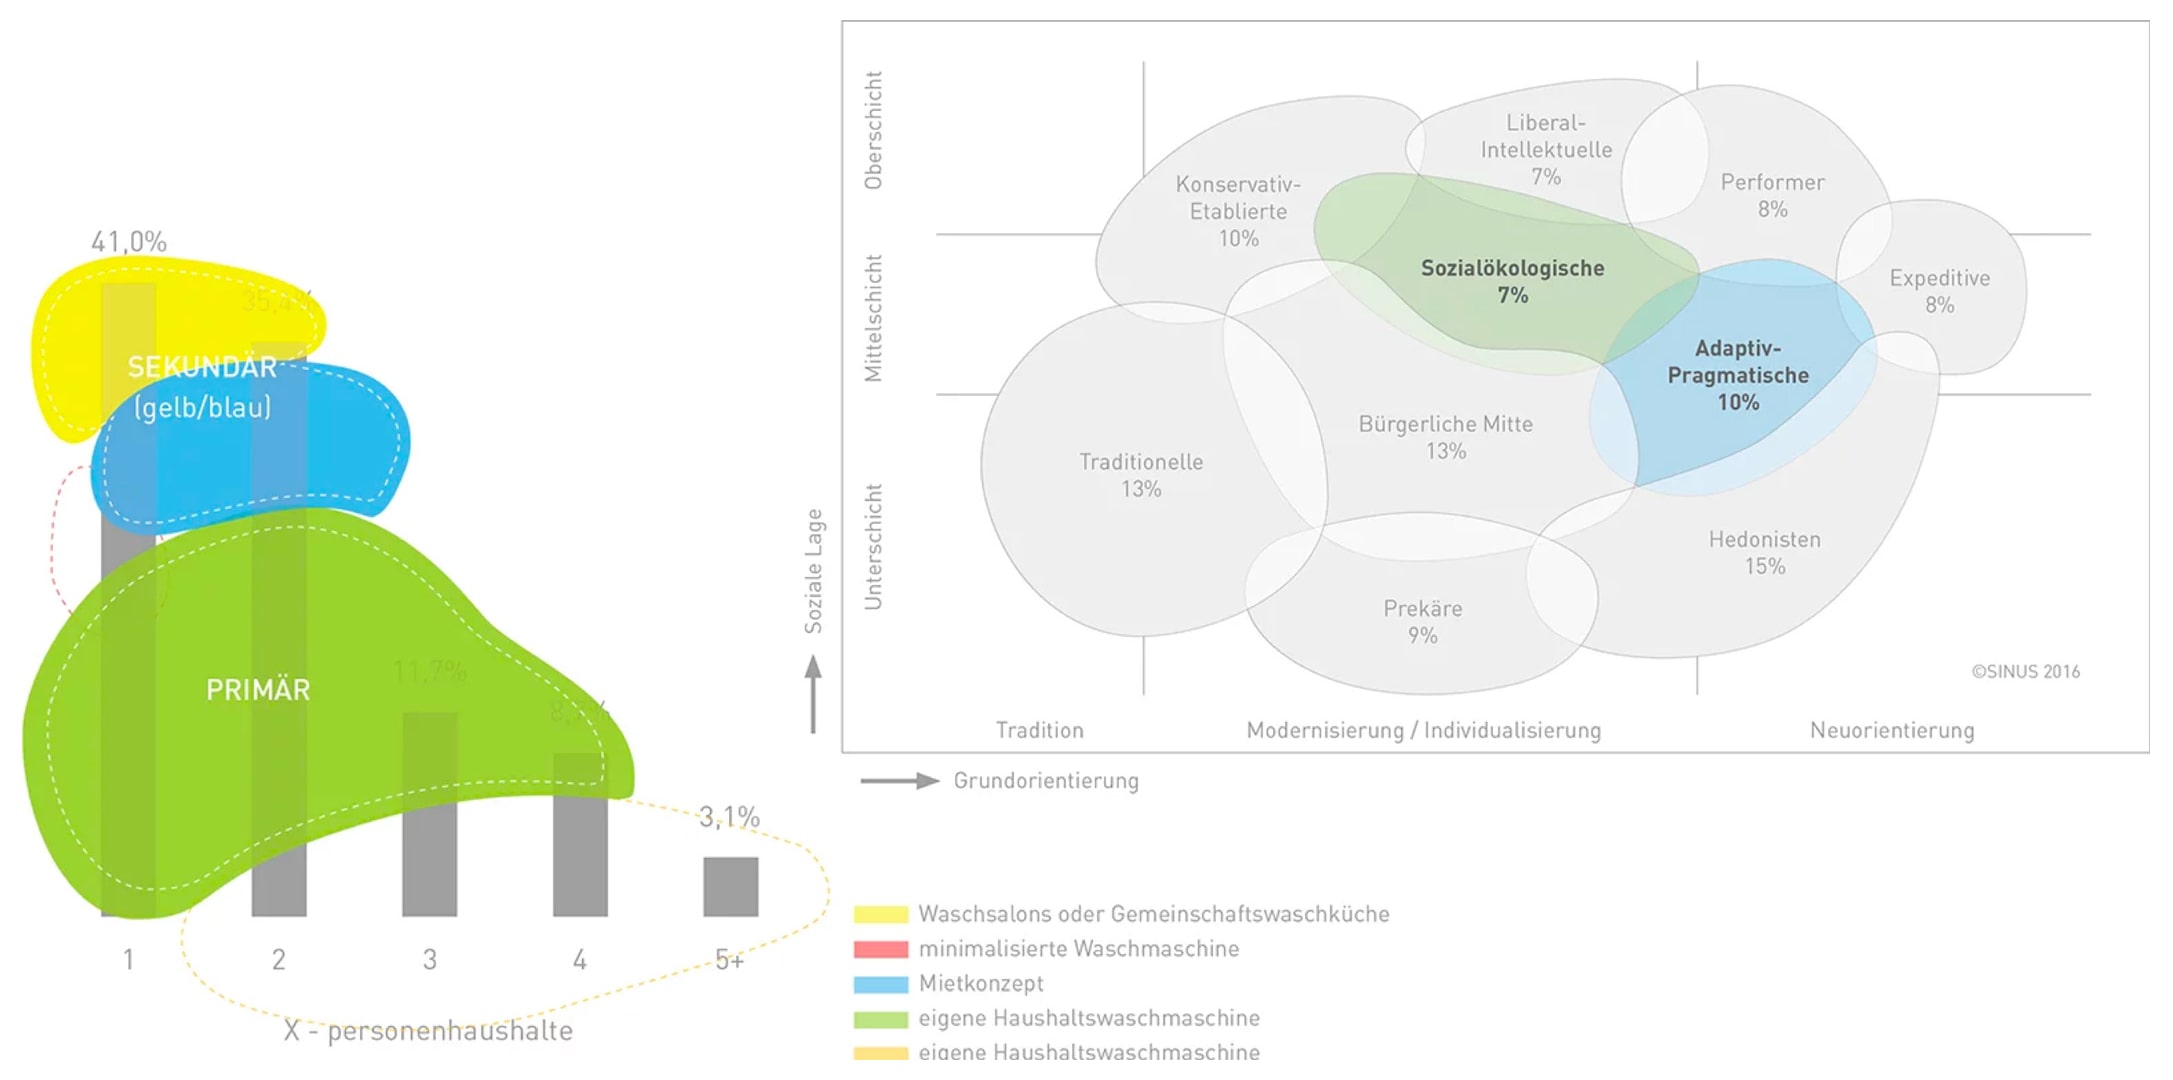 41,0%
35,4%
SEKUNDÄR
(gelb/blau)
PRIMÄR
11,7%
3,1%
1
2
3
4
5+
X - personenhaushalte
Soziale Lage
Oberschicht
Mittelschicht
Unterschicht
Konservativ-
Etablierte
10%
Liberal-
Intellektuelle
7%
Performer
8%
Expeditive
8%
Sozialökologische
7%
Adaptiv-
Pragmatische
10%
Traditionelle
13%
Bürgerliche Mitte
13%
Hedonisten
15%
Prekäre
9%
©SINUS 2016
Tradition
Modernisierung / Individualisierung
Neuorientierung
Grundorientierung
Waschsalons oder Gemeinschaftswaschküche
minimalisierte Waschmaschine
Mietkonzept
eigene Haushaltswaschmaschine
eigene Haushaltswaschmaschine